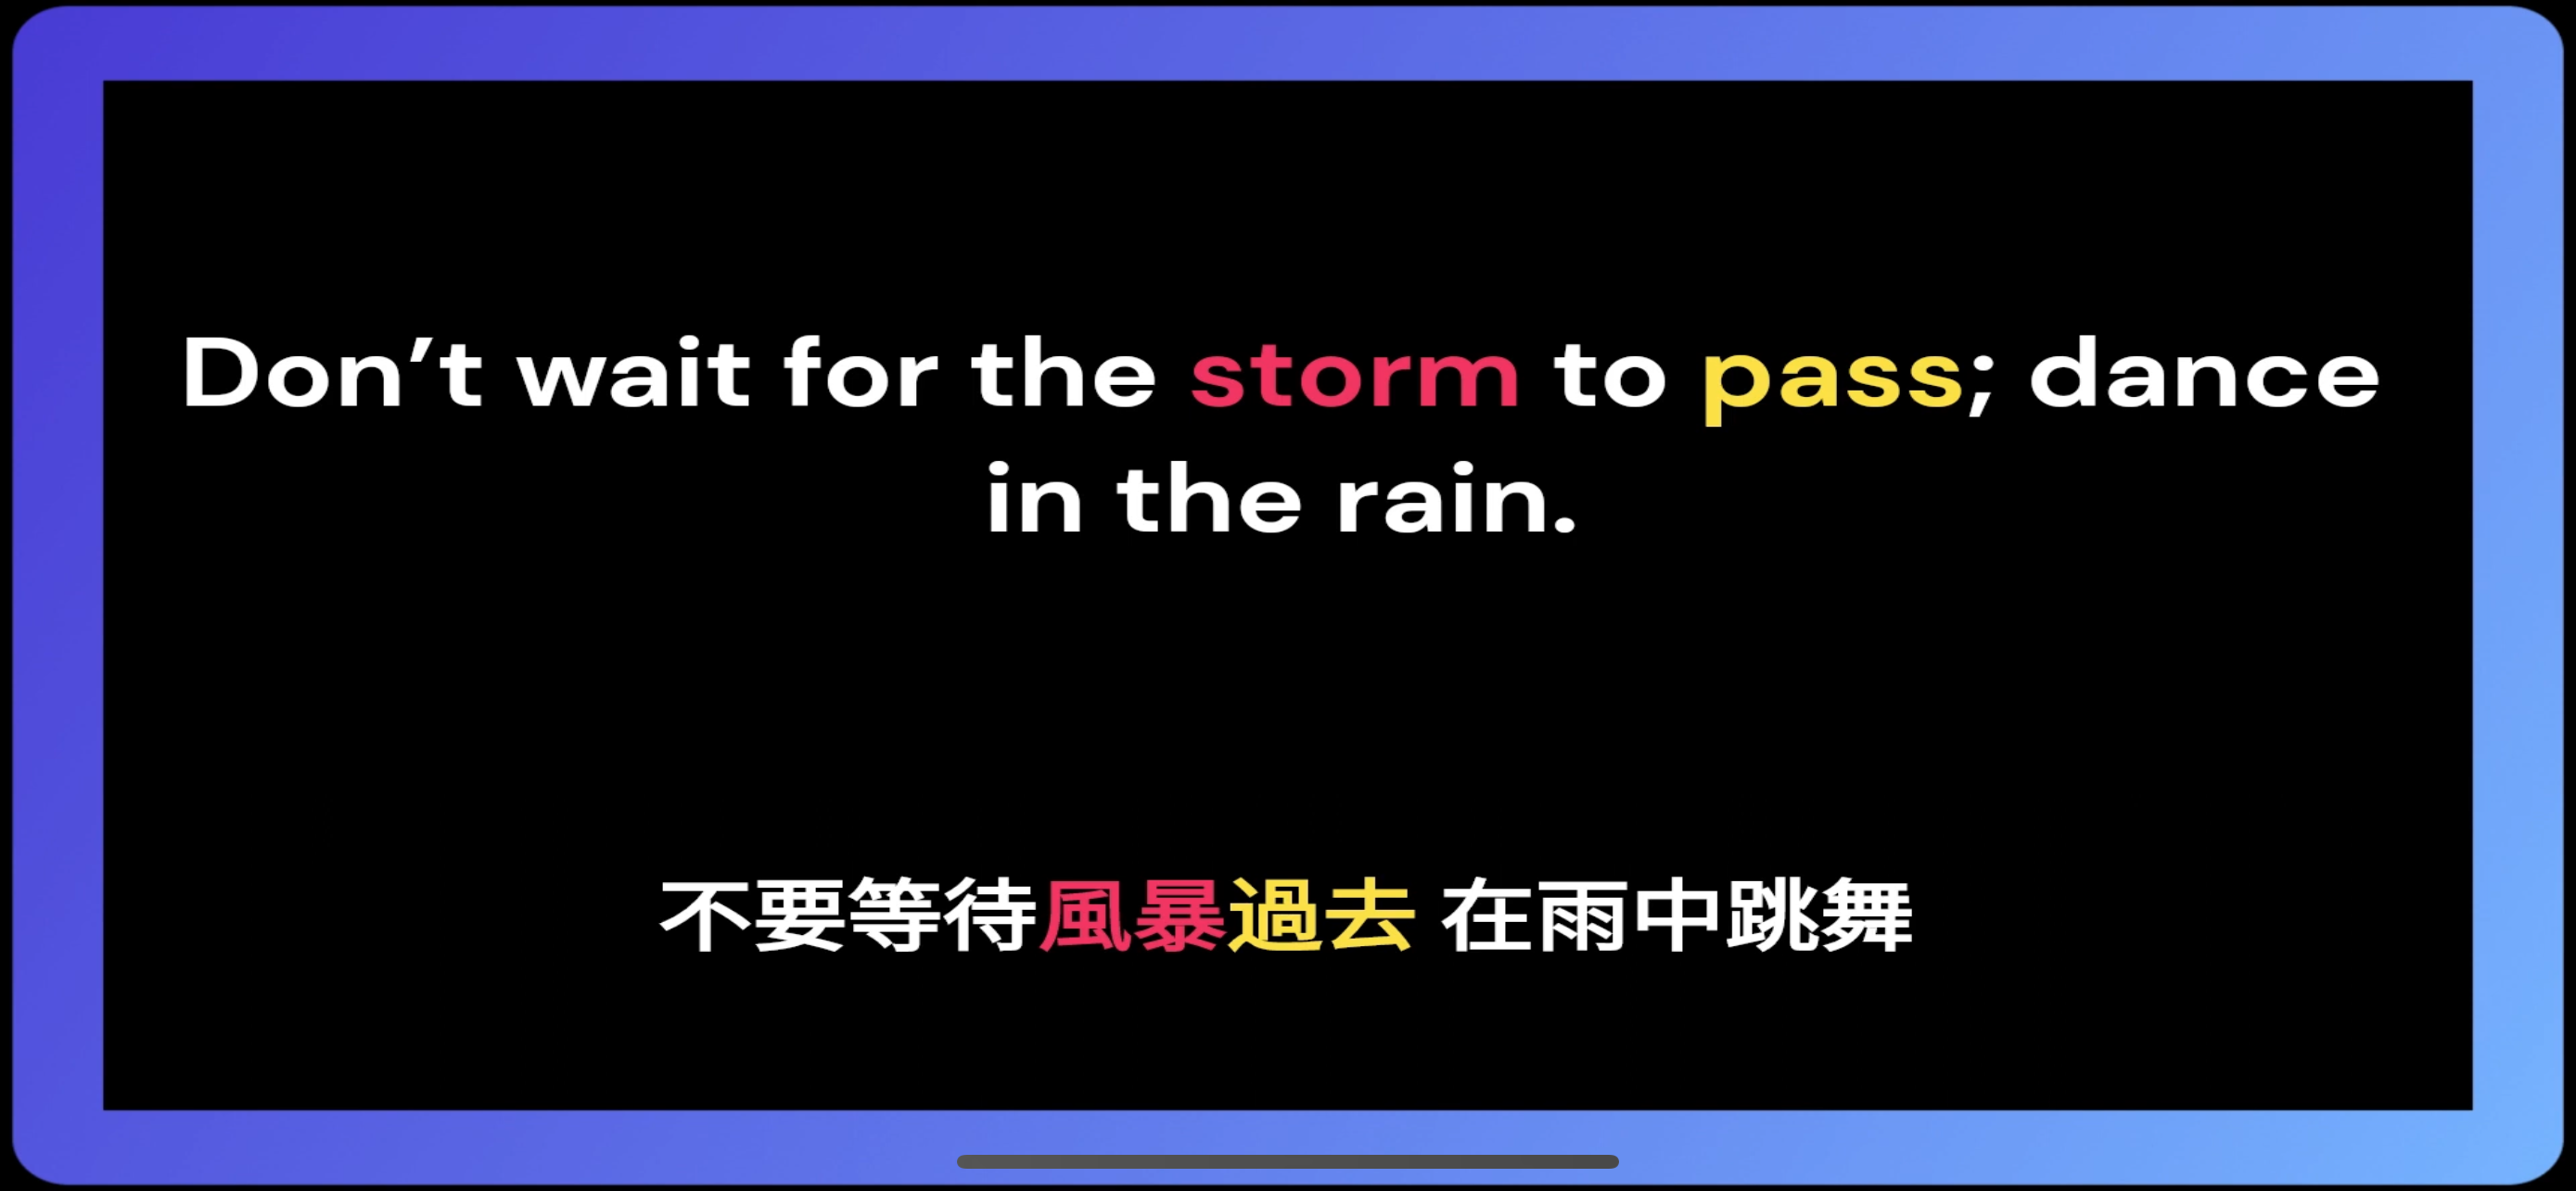 Don’t wait for the storm to pass; dance
in the rain.
不要等待風暴過去 在雨中跳舞